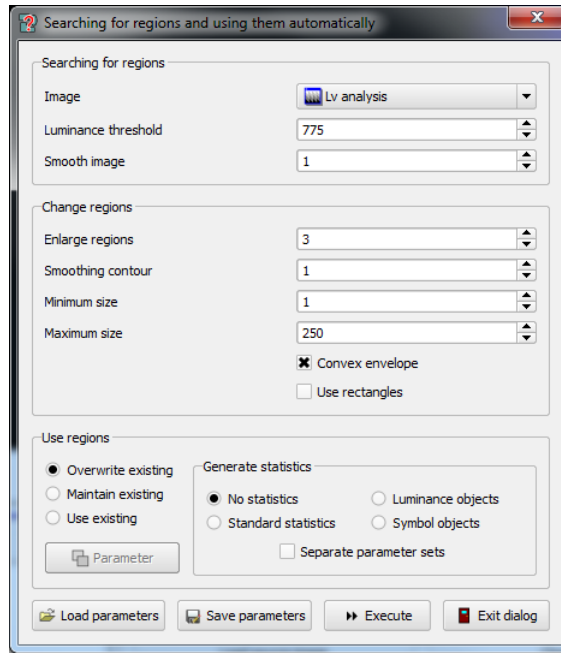 Searching for regions and using them automatically
Searching for regions
Image Lv analysis
Luminance threshold 775
Smooth image 1
Change regions
Enlarge regions 3
Smoothing contour 1
Minimum size 1
Maximum size 250
Convex envelope
Use rectangles
Use regions
Overwrite existing
Maintain existing
Use existing
Parameter
Generate statistics
No statistics Luminance objects
Standard statistics Symbol objects
Separate parameter sets
Load parameters Save parameters Execute Exit dialog